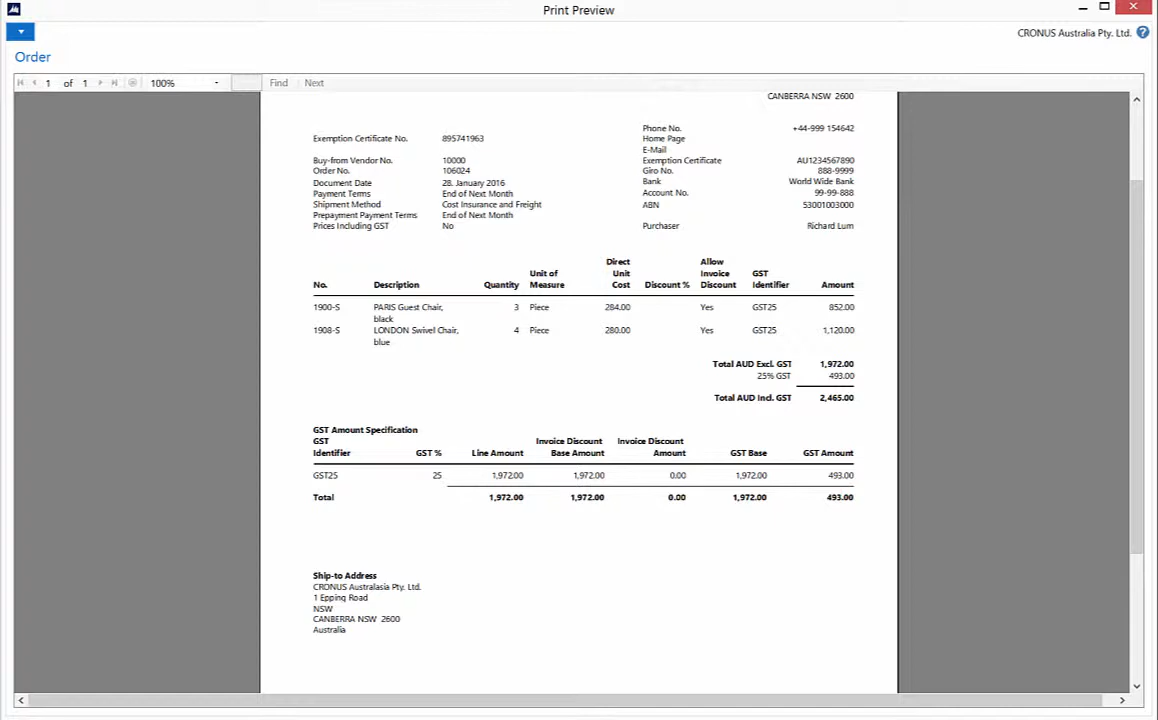 Print Preview
CRONUS Australia Pty. Ltd.
Order
1 of 1 100% Find Next
CANBERRA NSW 2600
Phone No. +44-999 154642
Exemption Certificate No. 895741963 Home Page
E-Mail
Buy-from Vendor No. 10000 Exemption Certificate AU1234567890
Order No. 106024 Giro No. 888-9999
Document Date 28. January 2016 Bank World Wide Bank
Payment Terms End of Next Month Account No. 99-99-888
Shipment Method Cost Insurance and Freight ABN 53001003000
Prepayment Payment Terms End of Next Month
Prices Including GST No Purchaser Richard Lum
Direct Allow
Unit of Unit Invoice GST
No. Description Quantity Measure Cost Discount % Discount Identifier Amount
1900-S PARIS Guest Chair, 3 Piece 284.00 Yes GST25 852.00
black
1908-S LONDON Swivel Chair, 4 Piece 280.00 Yes GST25 1,120.00
blue
Total AUD Excl. GST 1,972.00
25% GST 493.00
Total AUD Incl. GST 2,465.00
GST Amount Specification
GST Invoice Discount Invoice Discount
Identifier GST % Line Amount Base Amount Amount GST Base GST Amount
GST25 25 1,972.00 1,972.00 0.00 1,972.00 493.00
Total 1,972.00 1,972.00 0.00 1,972.00 493.00
Ship-to Address
CRONUS Australasia Pty. Ltd.
1 Epping Road
NSW
CANBERRA NSW 2600
Australia